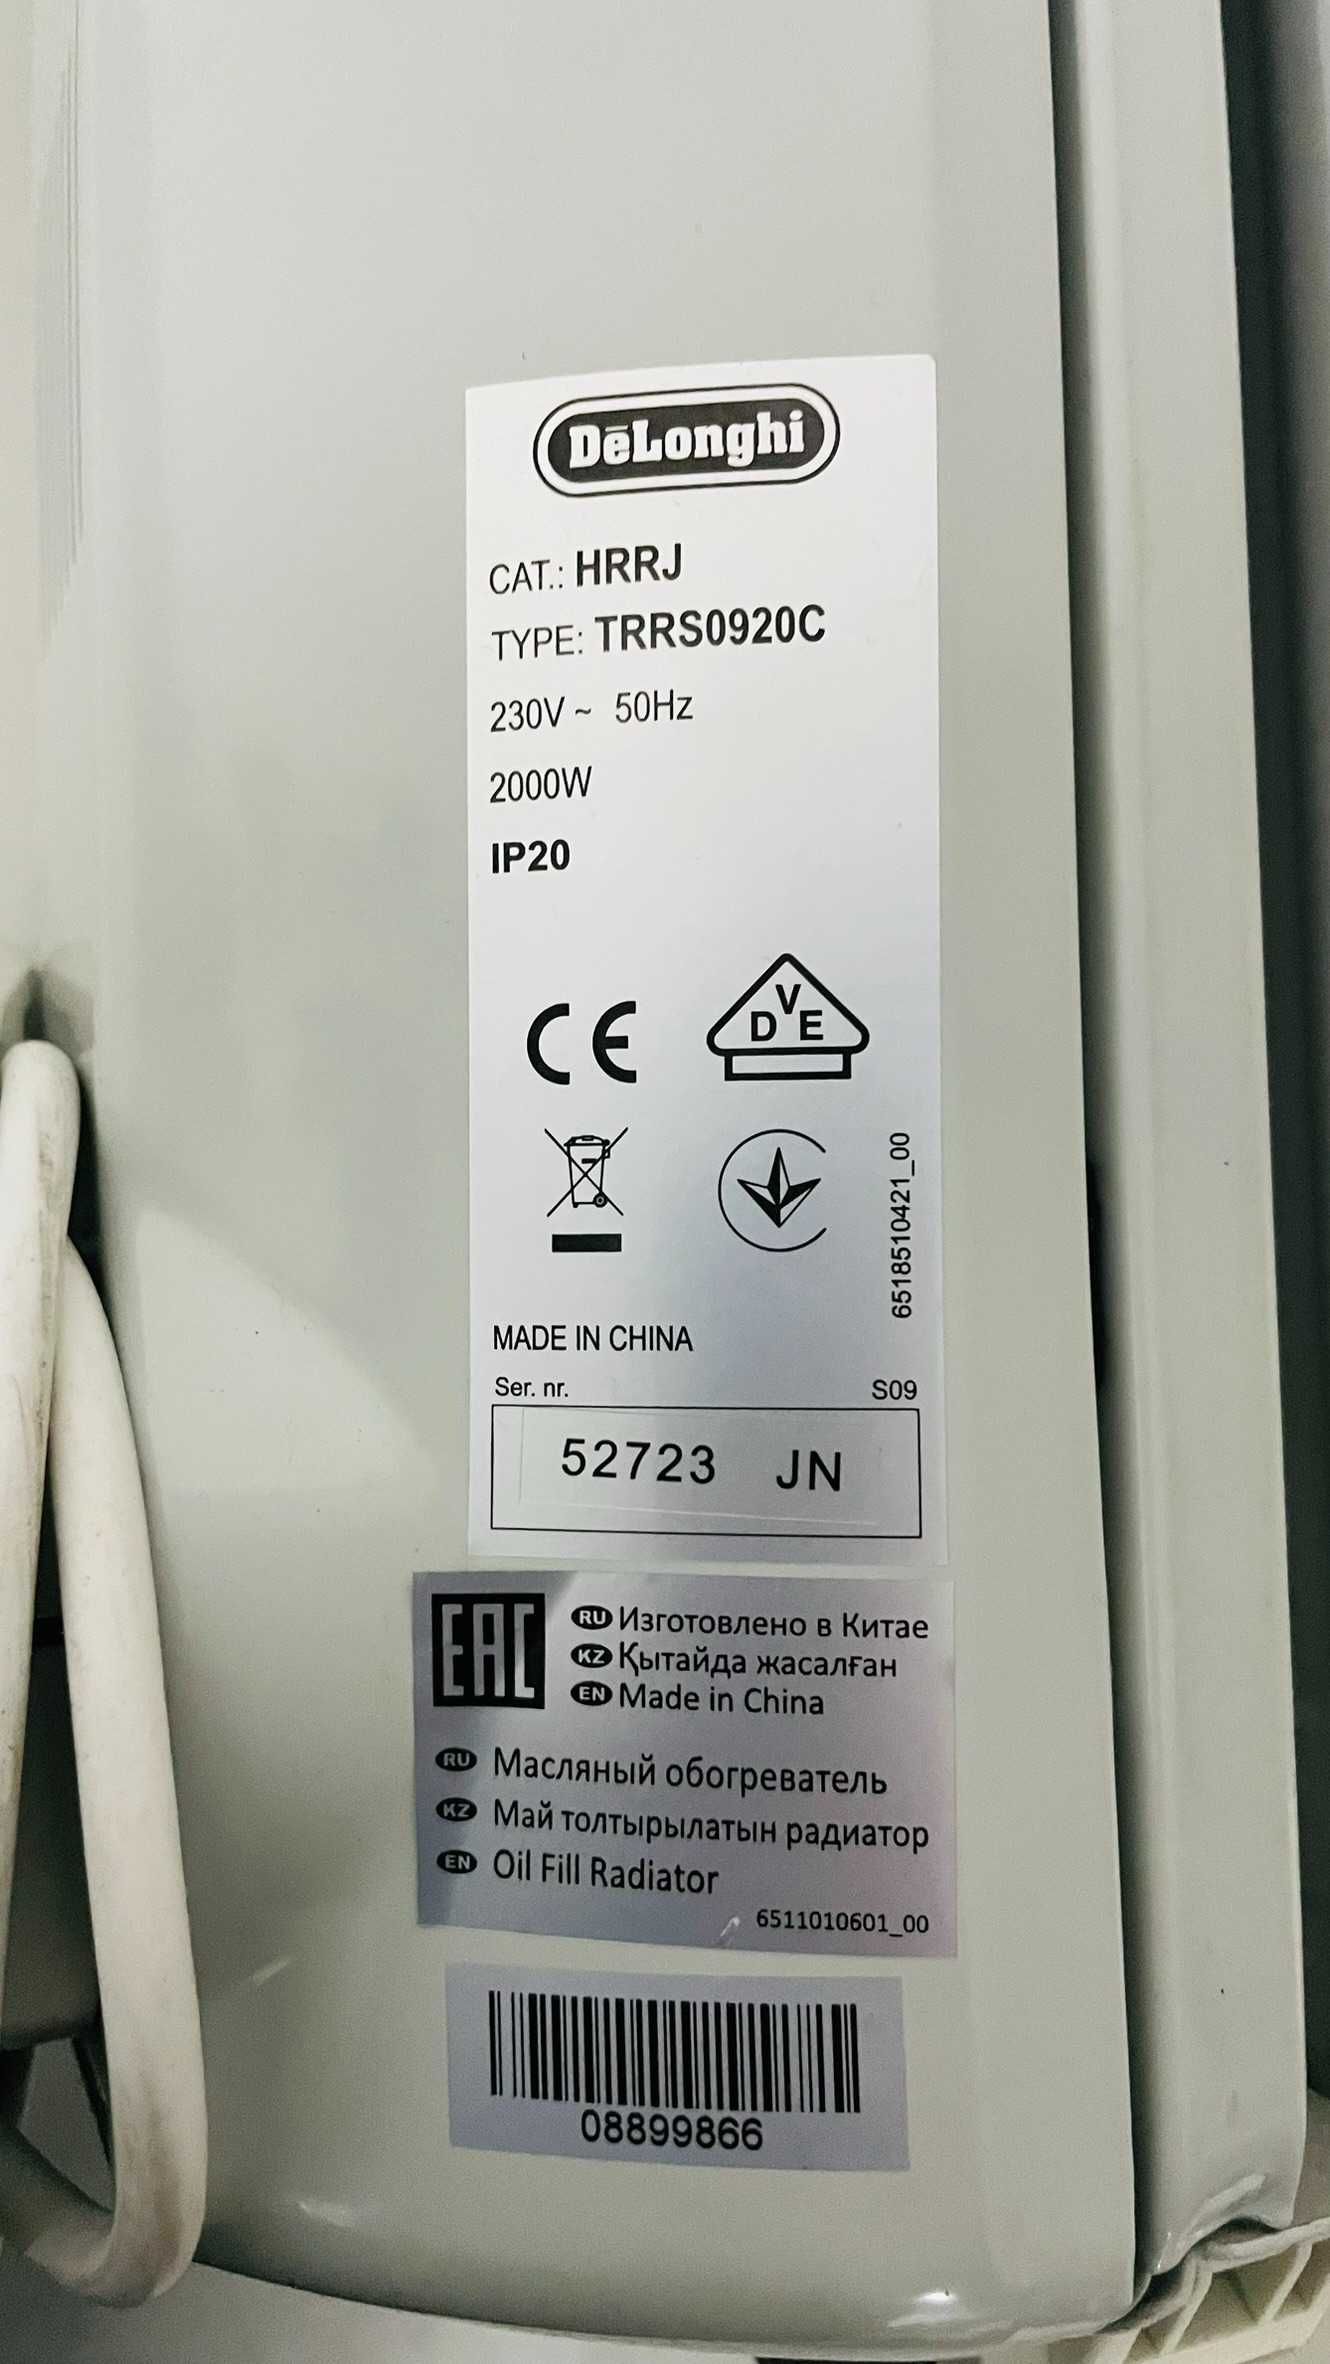 DēLonghi
CAT.: HRRJ
TYPE: TRRS0920C
230V ~ 50Hz
2000W
IP20
CE
DVE
6518510421_00
MADE IN CHINA
Ser. nr. S09
52723 JN
EAC
RU Изготовлено в Китае
KZ Қытайда жасалған
EN Made in China
RU Масляный обогреватель
KZ Май толтырылатын радиатор
EN Oil Fill Radiator
6511010601_00
08899866